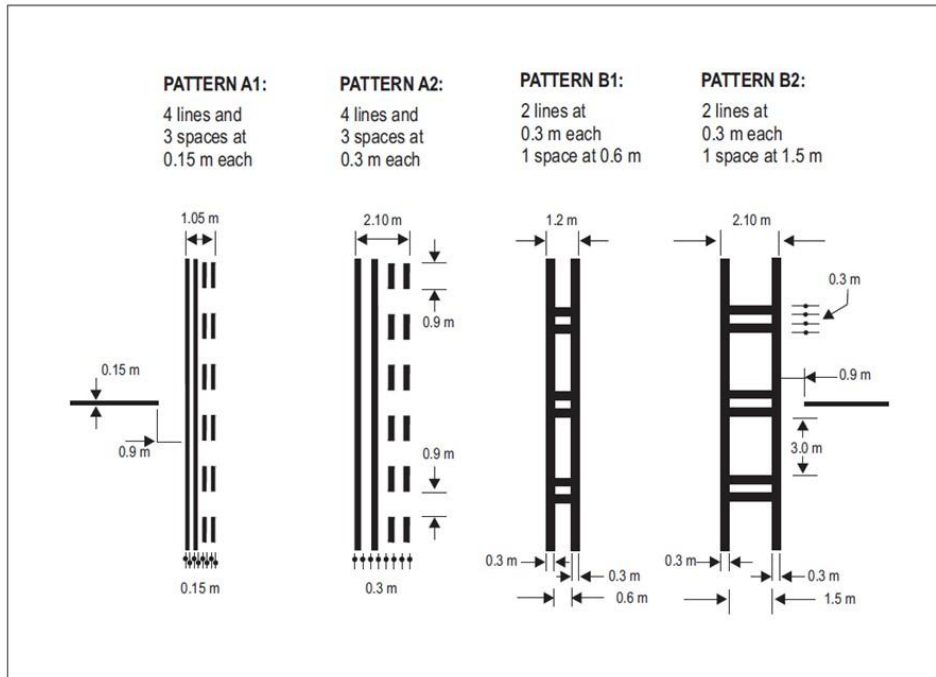 PATTERN A1:
4 lines and
3 spaces at
0.15 m each
PATTERN A2:
4 lines and
3 spaces at
0.3 m each
PATTERN B1:
2 lines at
0.3 m each
1 space at 0.6 m
PATTERN B2:
2 lines at
0.3 m each
1 space at 1.5 m
1.05 m
2.10 m
1.2 m
2.10 m
0.3 m
0.9 m
0.15 m
0.9 m
0.9 m
0.9 m
3.0 m
0.15 m
0.3 m
0.3 m
0.3 m
0.6 m
0.3 m
0.3 m
1.5 m